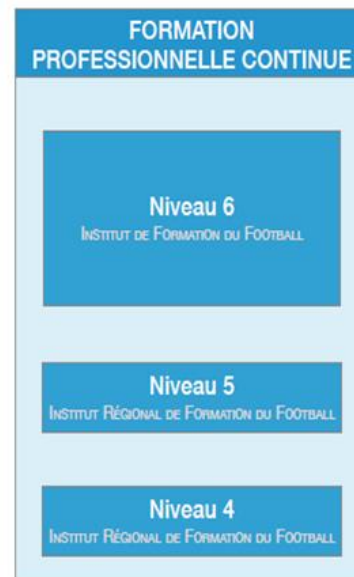 FORMATION
PROFESSIONNELLE CONTINUE
Niveau 6
INSTITUT DE FORMATION DU FOOTBALL
Niveau 5
INSTITUT RÉGIONAL DE FORMATION DU FOOTBALL
Niveau 4
INSTITUT RÉGIONAL DE FORMATION DU FOOTBALL